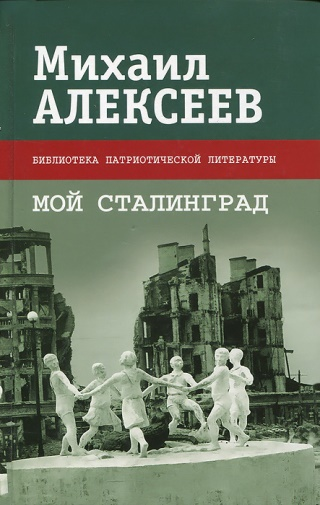 Михаил
АЛЕКСЕЕВ
БИБЛИОТЕКА ПАТРИОТИЧЕСКОЙ ЛИТЕРАТУРЫ
МОЙ СТАЛИНГРАД